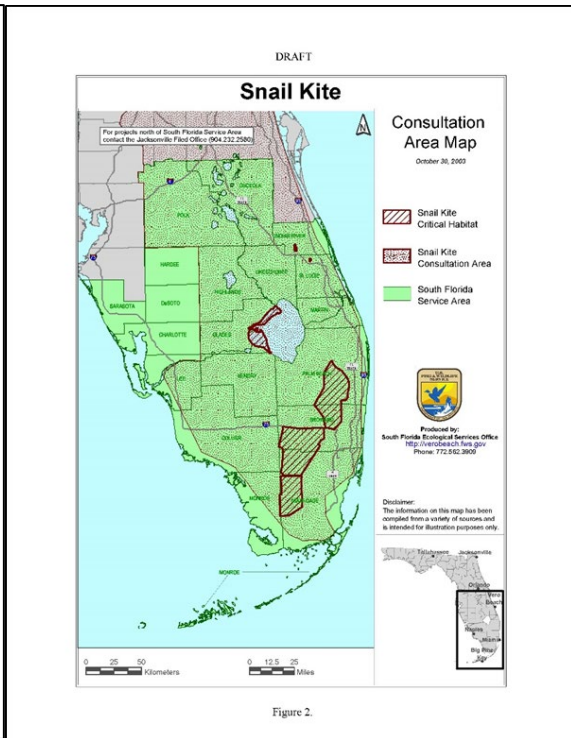 DRAFT
Snail Kite
For projects north of South Florida Service Area
contact the Jacksonville Filed Office (904.232.2580)
N
Consultation
Area Map
October 30, 2003
Snail Kite
Critical Habitat
Snail Kite
Consultation Area
South Florida
Service Area
OSCEOLA
POLK
INDIAN RIVER
HARDEE
OKEECHOBEE
ST. LUCIE
HIGHLANDS
SARASOTA
DeSOTO
MARTIN
CHARLOTTE
GLADES
LEE
HENDRY
PALM BEACH
BROWARD
COLLIER
MONROE
MIAMI-DADE
MONROE
Produced by:
South Florida Ecological Services Office
http://verobeach.fws.gov
Phone: 772.562.3909
Disclaimer:
The information on this map has been
compiled from a variety of sources and
is intended for illustration purposes only.
Tallahassee
Jacksonville
Orlando
Vero
Beach
Naples
Miami
Big Pine
Key
0 25 50
Kilometers
0 12.5 25
Miles
Figure 2.